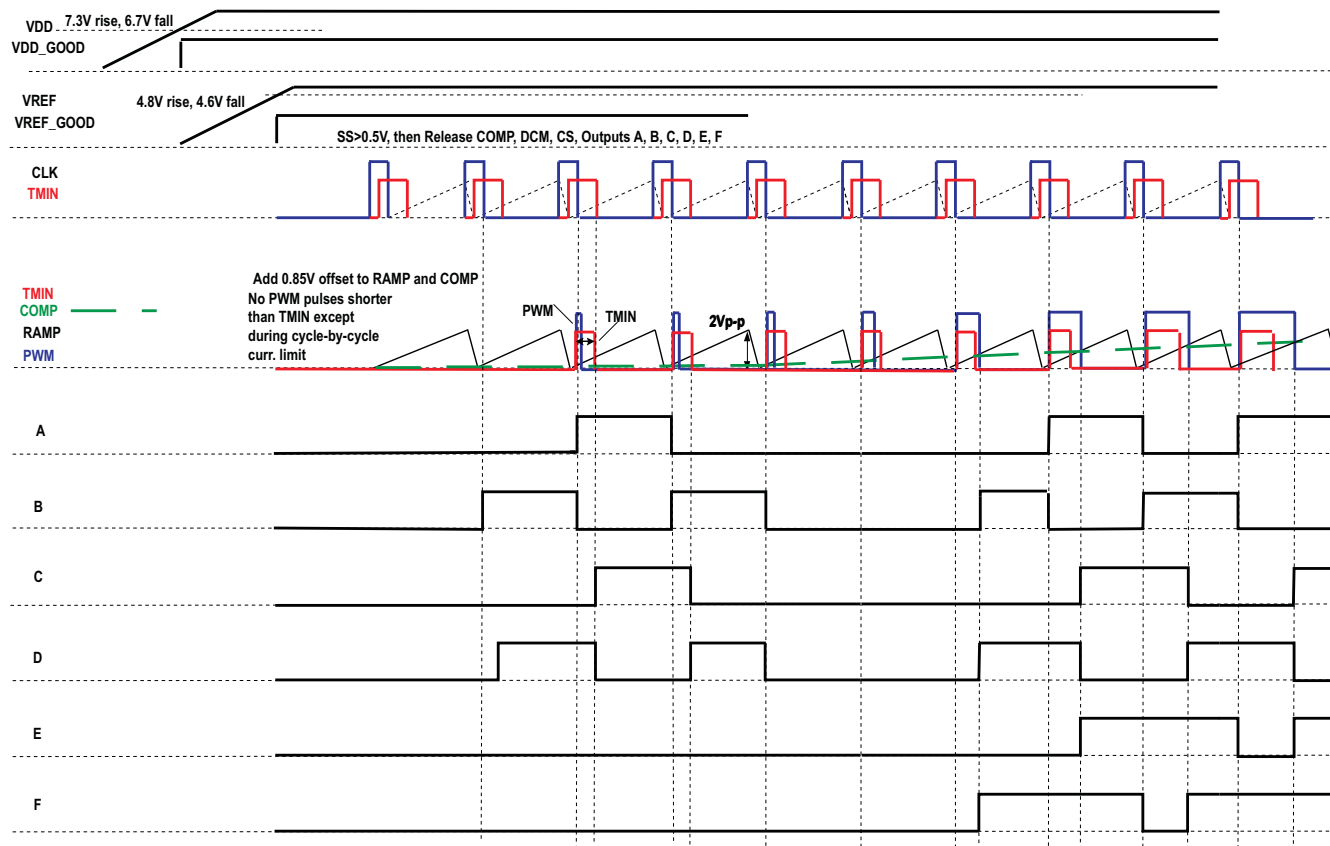 7.3V rise, 6.7V fall
VDD
VDD_GOOD
VREF
4.8V rise, 4.6V fall
VREF_GOOD
SS>0.5V, then Release COMP, DCM, CS, Outputs A, B, C, D, E, F
CLK
TMIN
Add 0.85V offset to RAMP and COMP
No PWM pulses shorter
than TMIN except
during cycle-by-cycle
curr. limit
TMIN
COMP
RAMP
PWM
PWM
TMIN
2Vp-p
A
B
C
D
E
F